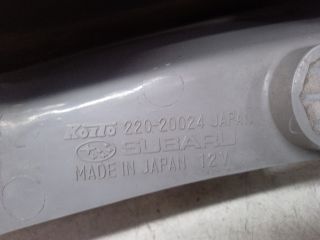 KOITO 220-20024 JAPAN
SUBARU
MADE IN JAPAN 12V